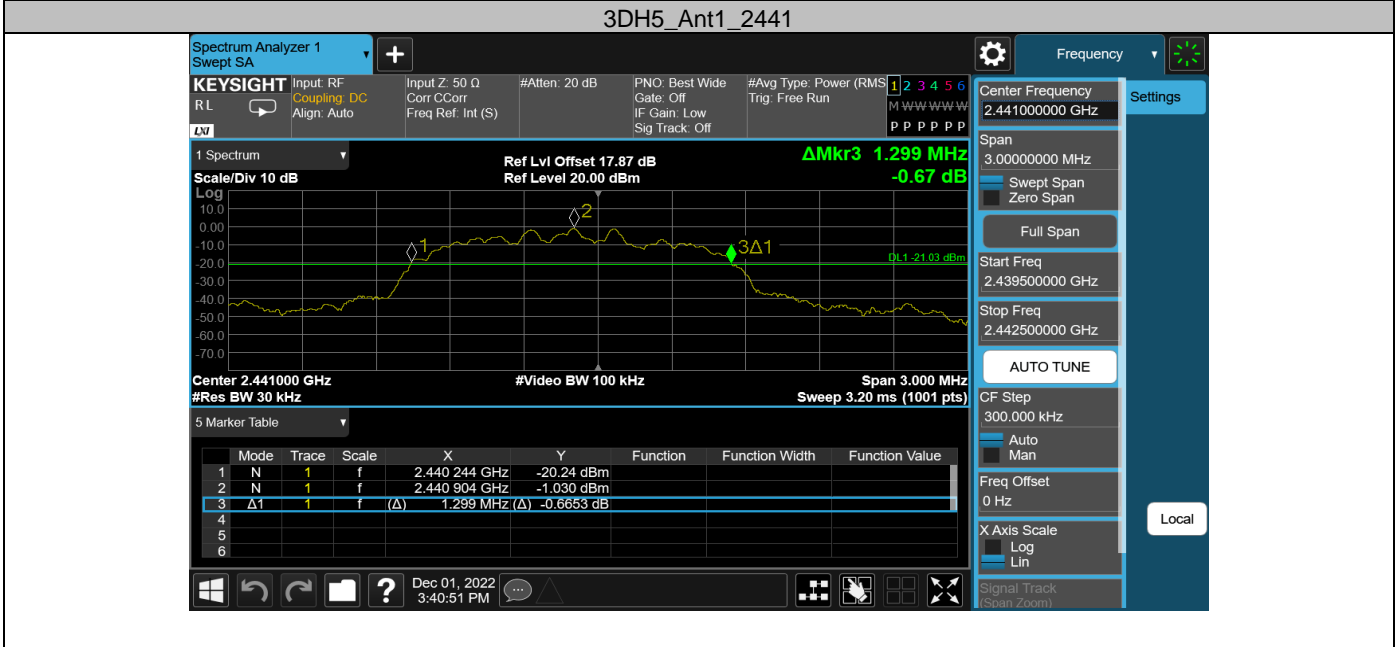 3DH5_Ant1_2441
Spectrum Analyzer 1
Swept SA
Frequency
KEYSIGHT
RL
LXI
Input: RF
Coupling: DC
Align: Auto
Input Z: 50 Ω
Corr CCorr
Freq Ref: Int (S)
#Atten: 20 dB
PNO: Best Wide
Gate: Off
IF Gain: Low
Sig Track: Off
#Avg Type: Power (RMS
Trig: Free Run
1 2 3 4 5 6
M W W W W W
P P P P P P
1 Spectrum
Scale/Div 10 dB
Ref Lvl Offset 17.87 dB
Ref Level 20.00 dBm
ΔMkr3 1.299 MHz
-0.67 dB
Log
10.0
0.00
-10.0
-20.0
-30.0
-40.0
-50.0
-60.0
-70.0
1
2
3Δ1
DL1 -21.03 dBm
Center 2.441000 GHz
#Video BW 100 kHz
Span 3.000 MHz
#Res BW 30 kHz
Sweep 3.20 ms (1001 pts)
5 Marker Table
Mode Trace Scale X Y Function Function Width Function Value
1 N 1 f 2.440 244 GHz -20.24 dBm
2 N 1 f 2.440 904 GHz -1.030 dBm
3 Δ1 1 f (Δ) 1.299 MHz (Δ) -0.6653 dB
4
5
6
?
Dec 01, 2022
3:40:51 PM
Center Frequency
2.441000000 GHz
Span
3.00000000 MHz
Swept Span
Zero Span
Full Span
Start Freq
2.439500000 GHz
Stop Freq
2.442500000 GHz
AUTO TUNE
CF Step
300.000 kHz
Auto
Man
Freq Offset
0 Hz
X Axis Scale
Log
Lin
Signal Track
(Span Zoom)
Settings
Local